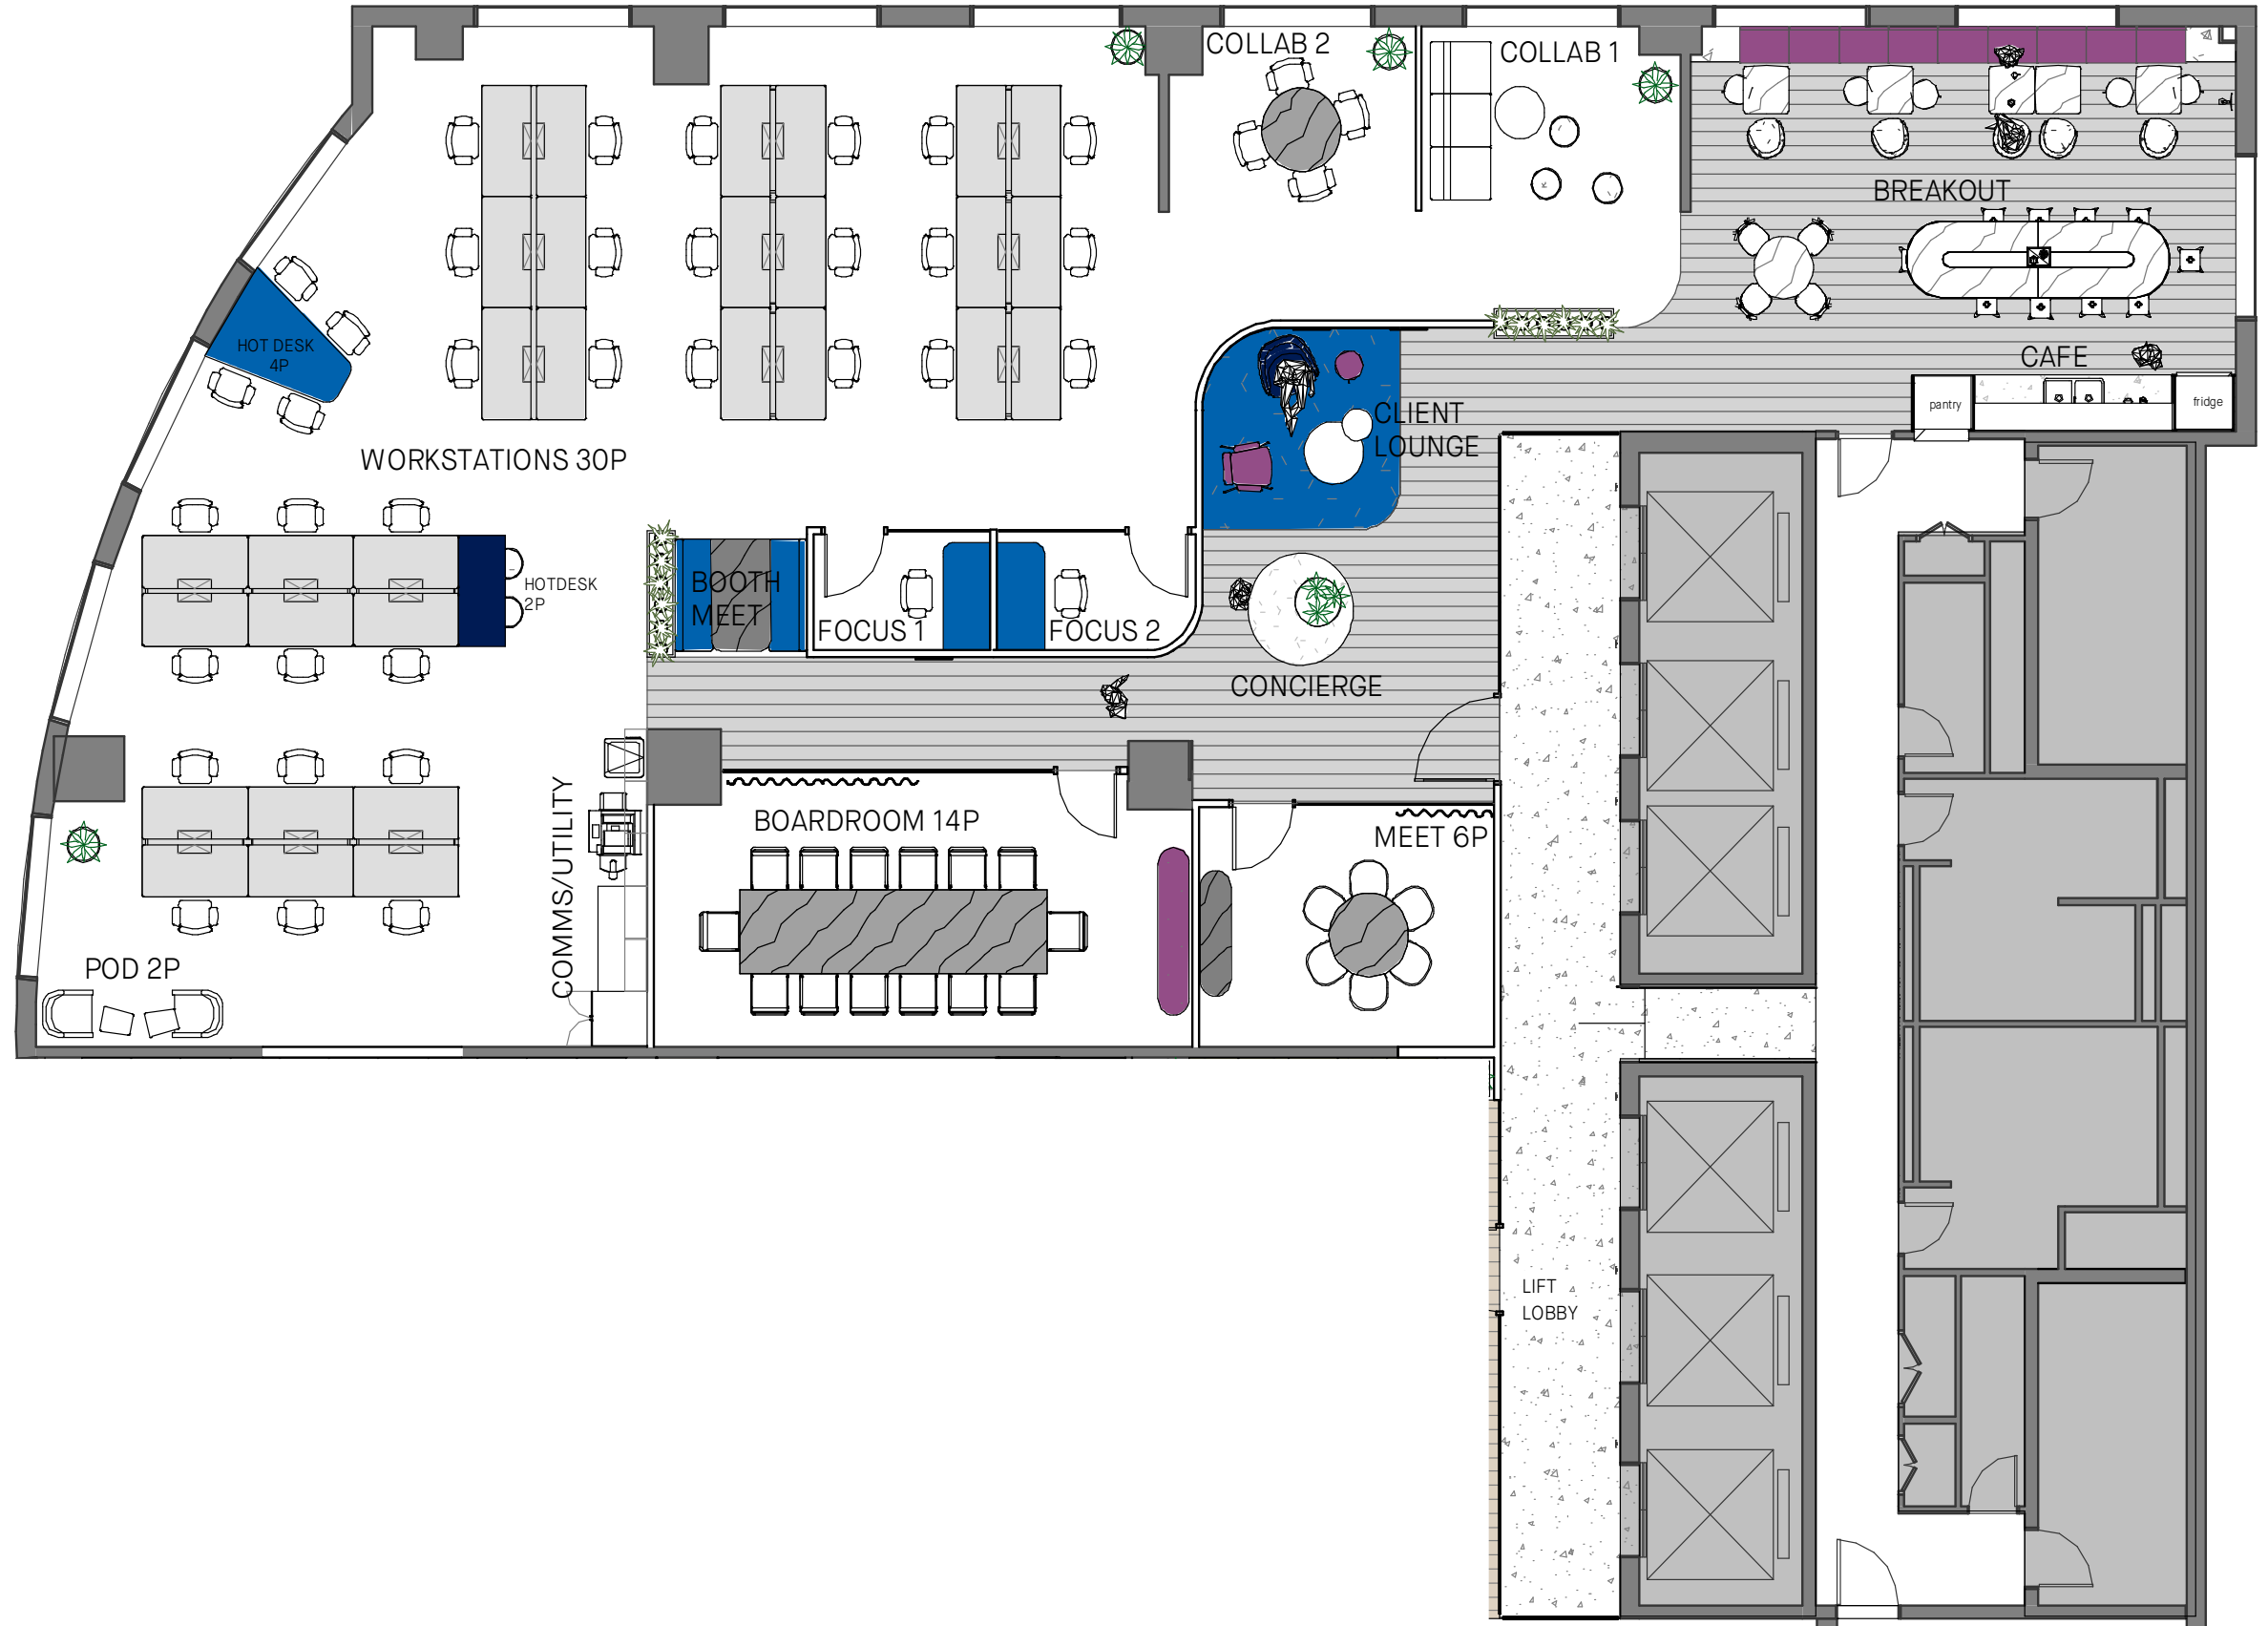 COLLAB 2
COLLAB 1
BREAKOUT
HOT DESK
4P
CAFE
pantry
fridge
CLIENT
LOUNGE
WORKSTATIONS 30P
HOTDESK
2P
BOOTH
MEET
FOCUS 1
FOCUS 2
CONCIERGE
COMMS/UTILITY
BOARDROOM 14P
MEET 6P
POD 2P
LIFT
LOBBY